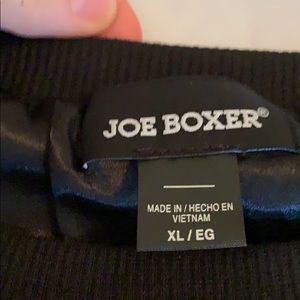 JOE BOXER®
MADE IN / HECHO EN
VIETNAM
XL / EG